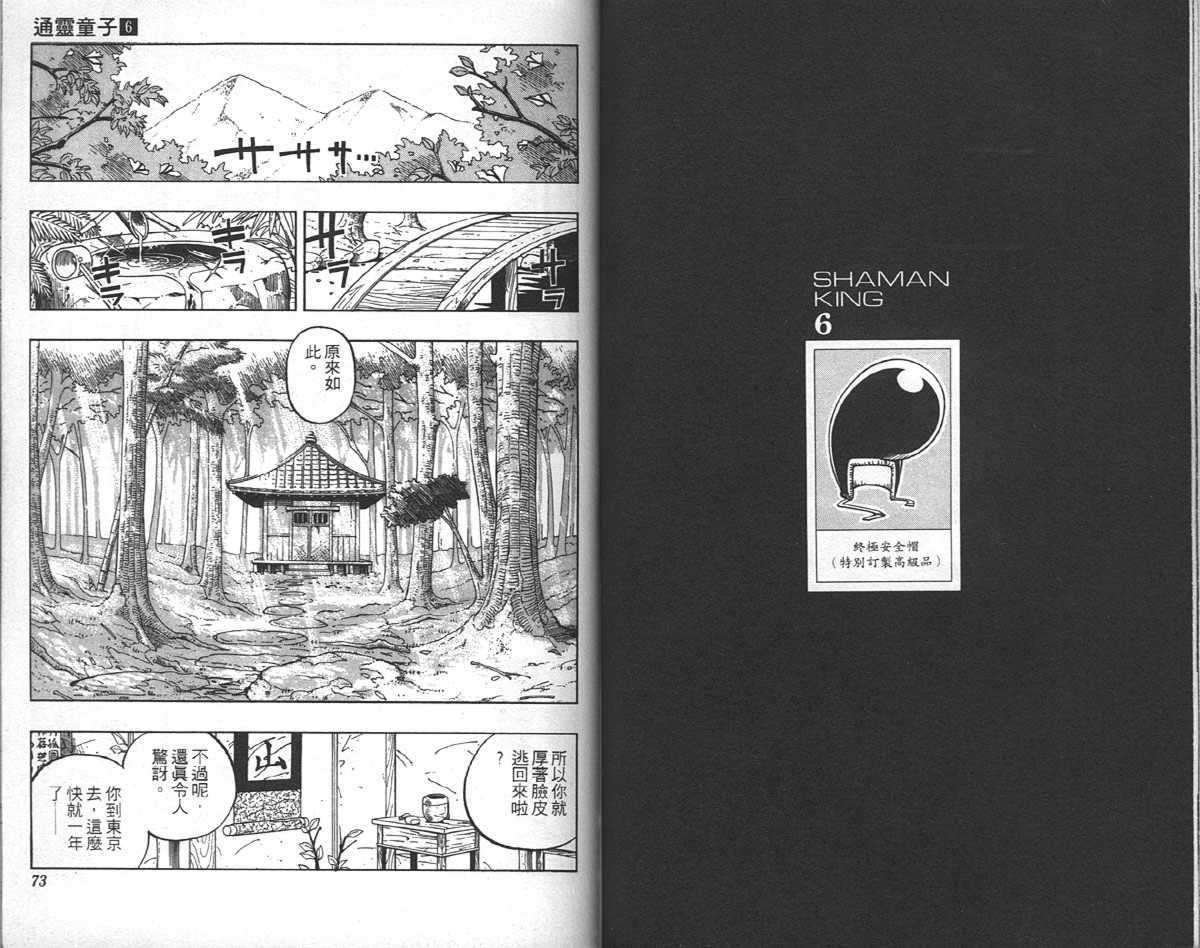 SHAMAN
KING
6
終極安全帽
（特別訂製高級品）
通靈童子6
サササ…
サラ
サラ
キラ
キラ
原來如
此。
所以你就
厚著臉皮
逃回來啦
？
山
不過呢，
還真令人
驚訝。
你到東京
去，這麼
快就一年
了——
73